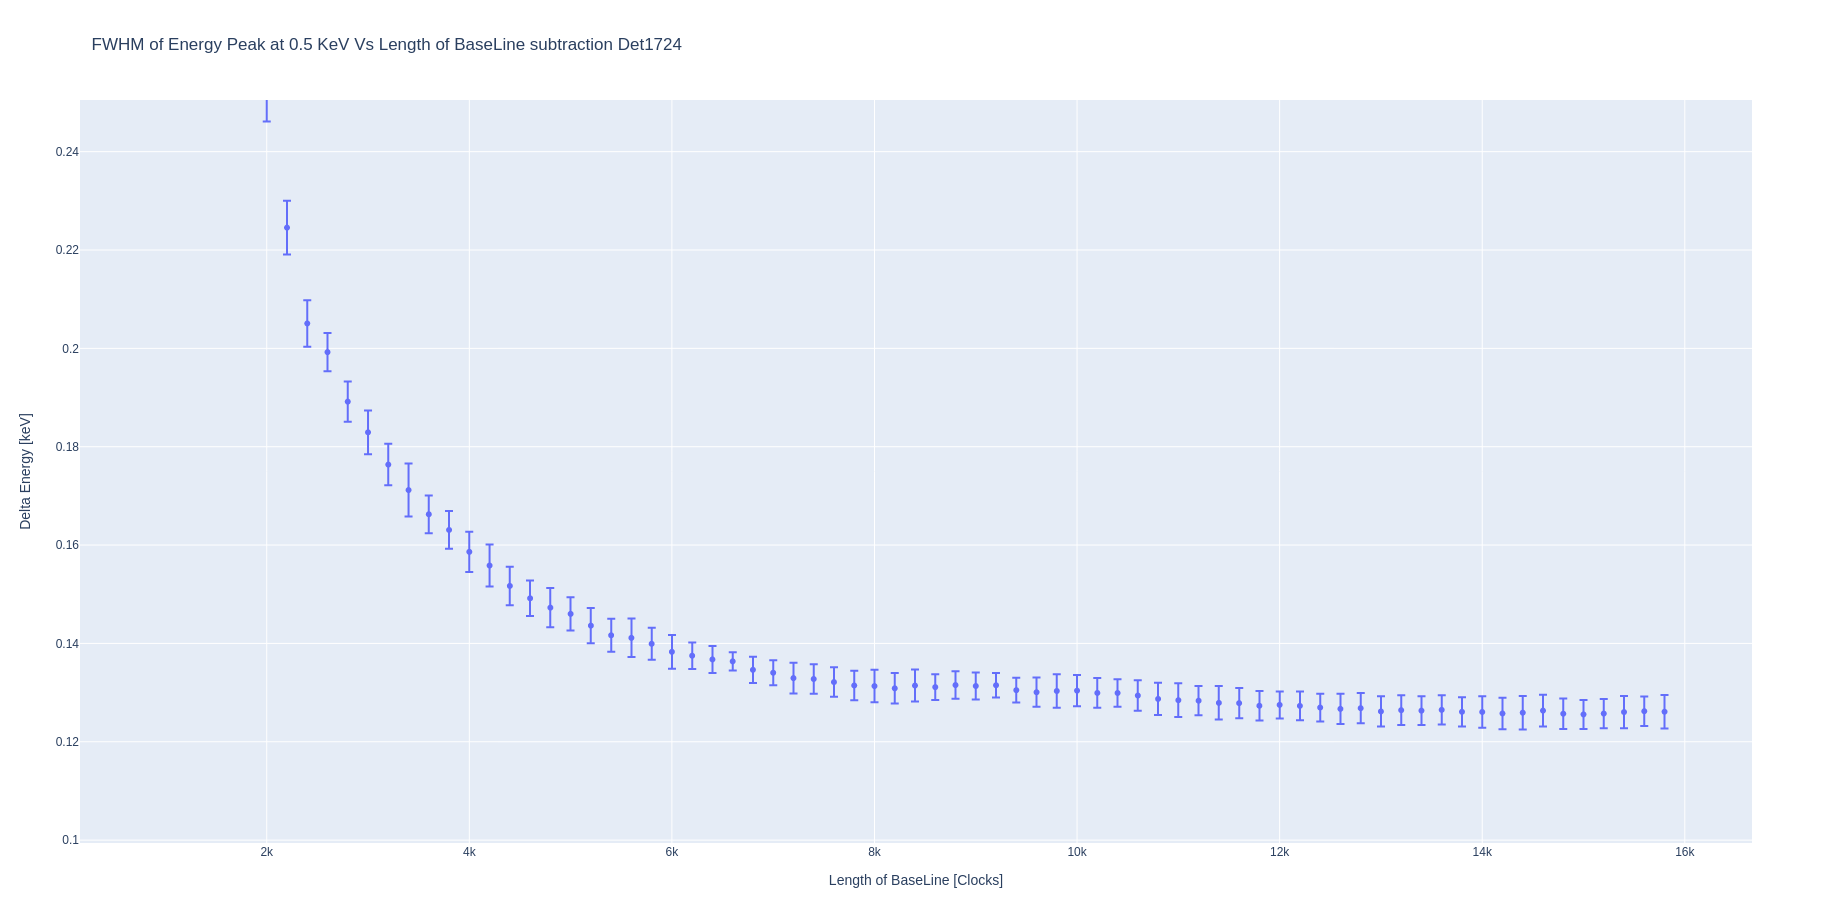 FWHM of Energy Peak at 0.5 KeV Vs Length of BaseLine subtraction Det1724
0.24
0.22
0.2
0.18
0.16
0.14
0.12
0.1
Delta Energy [keV]
2k 4k 6k 8k 10k 12k 14k 16k
Length of BaseLine [Clocks]